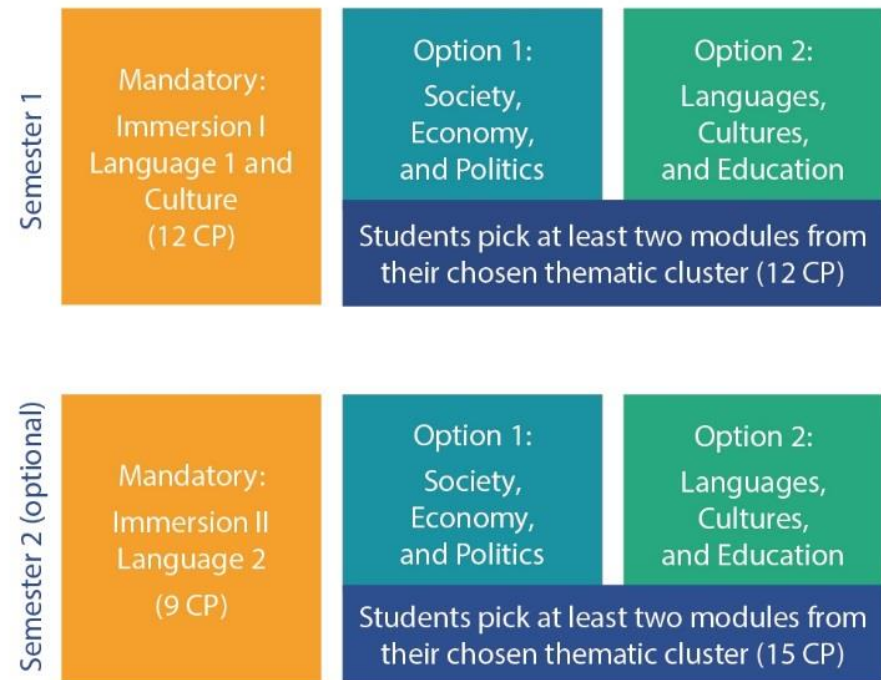 Semester 1
Mandatory:
Immersion I
Language 1 and
Culture
(12 CP)
Option 1:
Society,
Economy,
and Politics
Option 2:
Languages,
Cultures,
and Education
Students pick at least two modules from
their chosen thematic cluster (12 CP)
Semester 2 (optional)
Mandatory:
Immersion II
Language 2
(9 CP)
Option 1:
Society,
Economy,
and Politics
Option 2:
Languages,
Cultures,
and Education
Students pick at least two modules from
their chosen thematic cluster (15 CP)